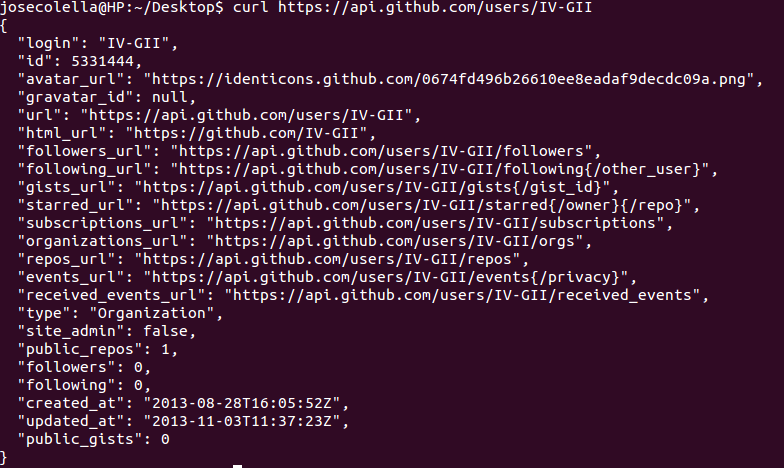 josecolella@HP:~/Desktop$ curl https://api.github.com/users/IV-GII
{
  "login": "IV-GII",
  "id": 5331444,
  "avatar_url": "https://identicons.github.com/0674fd496b26610ee8eadaf9decdc09a.png",
  "gravatar_id": null,
  "url": "https://api.github.com/users/IV-GII",
  "html_url": "https://github.com/IV-GII",
  "followers_url": "https://api.github.com/users/IV-GII/followers",
  "following_url": "https://api.github.com/users/IV-GII/following{/other_user}",
  "gists_url": "https://api.github.com/users/IV-GII/gists{/gist_id}",
  "starred_url": "https://api.github.com/users/IV-GII/starred{/owner}{/repo}",
  "subscriptions_url": "https://api.github.com/users/IV-GII/subscriptions",
  "organizations_url": "https://api.github.com/users/IV-GII/orgs",
  "repos_url": "https://api.github.com/users/IV-GII/repos",
  "events_url": "https://api.github.com/users/IV-GII/events{/privacy}",
  "received_events_url": "https://api.github.com/users/IV-GII/received_events",
  "type": "Organization",
  "site_admin": false,
  "public_repos": 1,
  "followers": 0,
  "following": 0,
  "created_at": "2013-08-28T16:05:52Z",
  "updated_at": "2013-11-03T11:37:23Z",
  "public_gists": 0
}